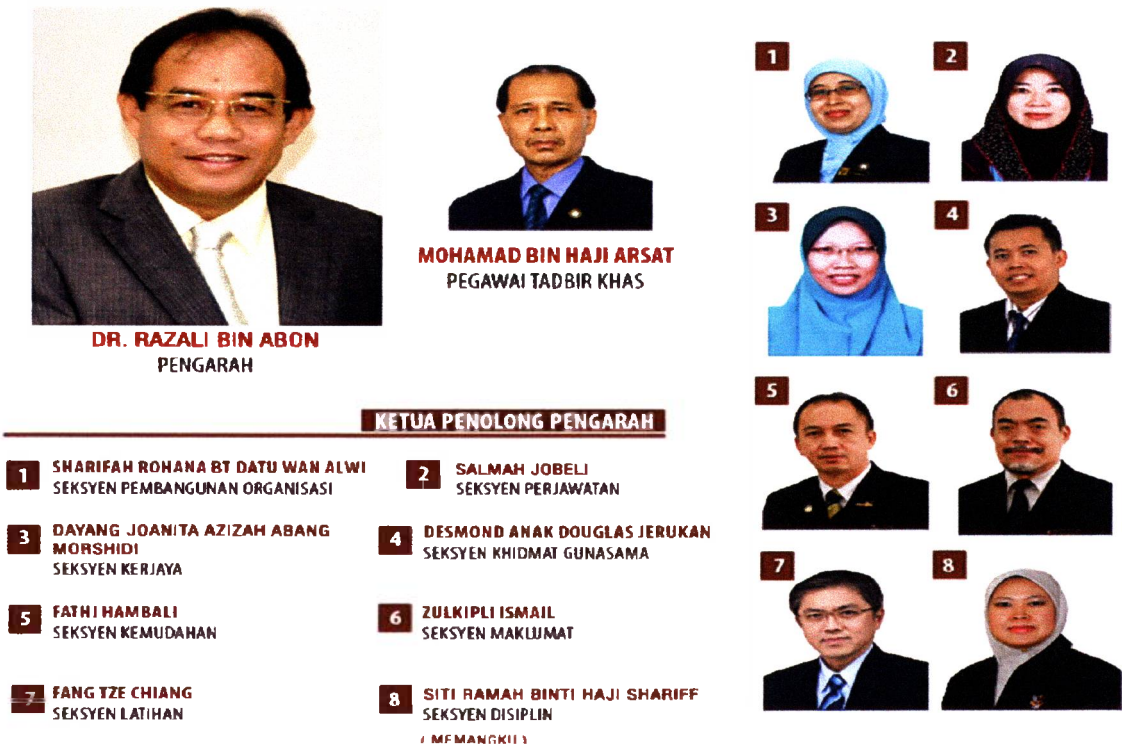 DR. RAZALI BIN ABON
PENGARAH
MOHAMAD BIN HAJI ARSAT
PEGAWAI TADBIR KHAS
1
2
3
4
5
6
7
8
KETUA PENOLONG PENGARAH
1 SHARIFAH ROHANA BT DATU WAN ALWI
SEKSYEN PEMBANGUNAN ORGANISASI
2 SALMAH JOBELI
SEKSYEN PERJAWATAN
3 DAYANG JOANITA AZIZAH ABANG
MORSHIDI
SEKSYEN KERJAYA
4 DESMOND ANAK DOUGLAS JERUKAN
SEKSYEN KHIDMAT GUNASAMA
5 FATHI HAMBALI
SEKSYEN KEMUDAHAN
6 ZULKIPLI ISMAIL
SEKSYEN MAKLUMAT
7 FANG TZE CHIANG
SEKSYEN LATIHAN
8 SITI RAMAH BINTI HAJI SHARIFF
SEKSYEN DISIPLIN
( MEMANGKU )